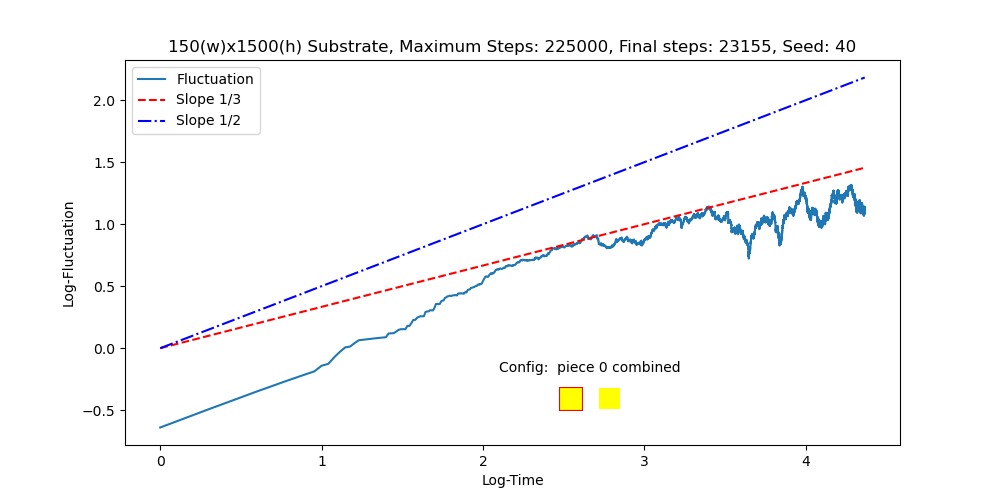 150(w)x1500(h) Substrate, Maximum Steps: 225000, Final steps: 23155, Seed: 40
Fluctuation
Slope 1/3
Slope 1/2
2.0
1.5
1.0
0.5
0.0
−0.5
Log-Fluctuation
Config:  piece 0 combined
0 1 2 3 4
Log-Time